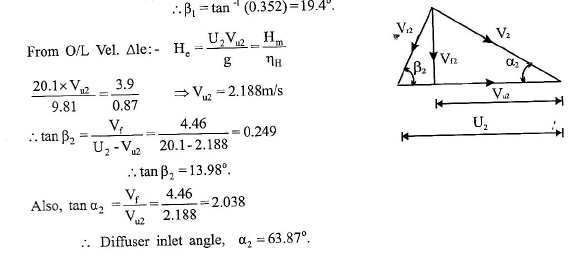 ∴β₁ = tan⁻¹ (0.352) = 19.4°.
From O/L Vel. Δle:- Hₑ = U₂Vᵤ₂/g = Hₘ/ηH
20.1×Vᵤ₂/9.81 = 3.9/0.87 ⇒ Vᵤ₂ = 2.188m/s
∴ tan β₂ = V_f/(U₂ - Vᵤ₂) = 4.46/(20.1-2.188) = 0.249
∴ tan β₂ = 13.98°.
Also, tan α₂ = V_f/Vᵤ₂ = 4.46/2.188 = 2.038
∴ Diffuser inlet angle, α₂ = 63.87°.
Vr2
V₂
Vf2
β₂
α₂
Vᵤ₂
U₂